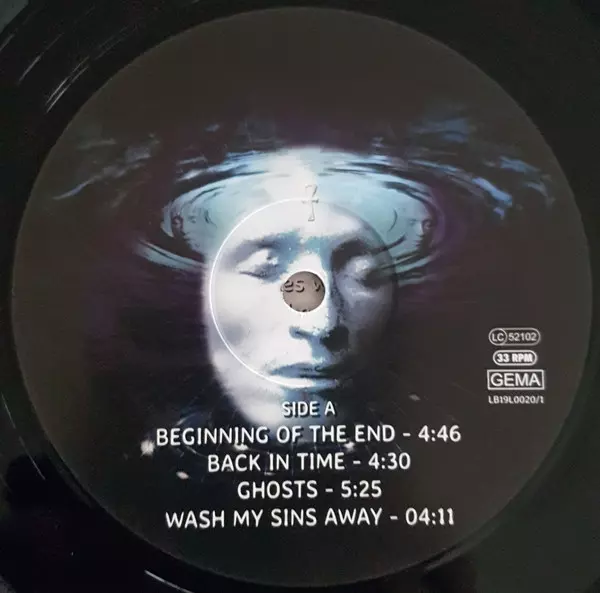 LC 52102
33 RPM
GEMA
LB19L0020/1
SIDE A
BEGINNING OF THE END - 4:46
BACK IN TIME - 4:30
GHOSTS - 5:25
WASH MY SINS AWAY - 04:11